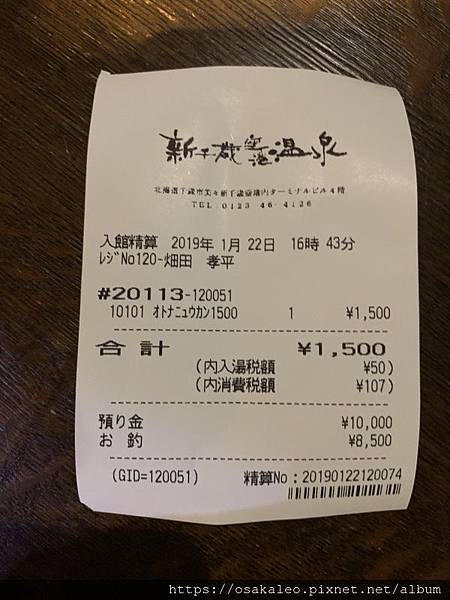 新千歳空港温泉
北海道千歳市美々新千歳空港内ターミナルビル4階
TEL 0123-46-4126
入館精算 2019年 1月 22日 16時 43分
ﾚｼﾞNo120-畑田 孝平
#20113-120051
10101 ｵﾄﾅﾆｭｳｶﾝ1500 1 ¥1,500
合計 ¥1,500
(内入湯税額 ¥50)
(内消費税額 ¥107)
預り金 ¥10,000
お 釣 ¥8,500
(GID=120051) 精算No:20190122120074
https://osakaleo.pixnet.net/album